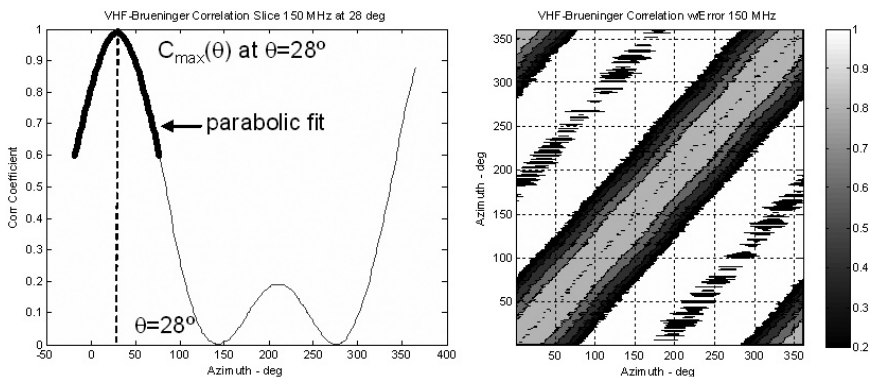 VHF-Brueninger Correlation Slice 150 MHz at 28 deg
Corr Coefficient
1
0.9
0.8
0.7
0.6
0.5
0.4
0.3
0.2
0.1
0
C_max(θ) at θ=28º
parabolic fit
θ=28º
-50 0 50 100 150 200 250 300 350 400
Azimuth - deg
VHF-Brueninger Correlation w/Error 150 MHz
Azimuth - deg
350
300
250
200
150
100
50
50 100 150 200 250 300 350
Azimuth - deg
1
0.9
0.8
0.7
0.6
0.5
0.4
0.3
0.2